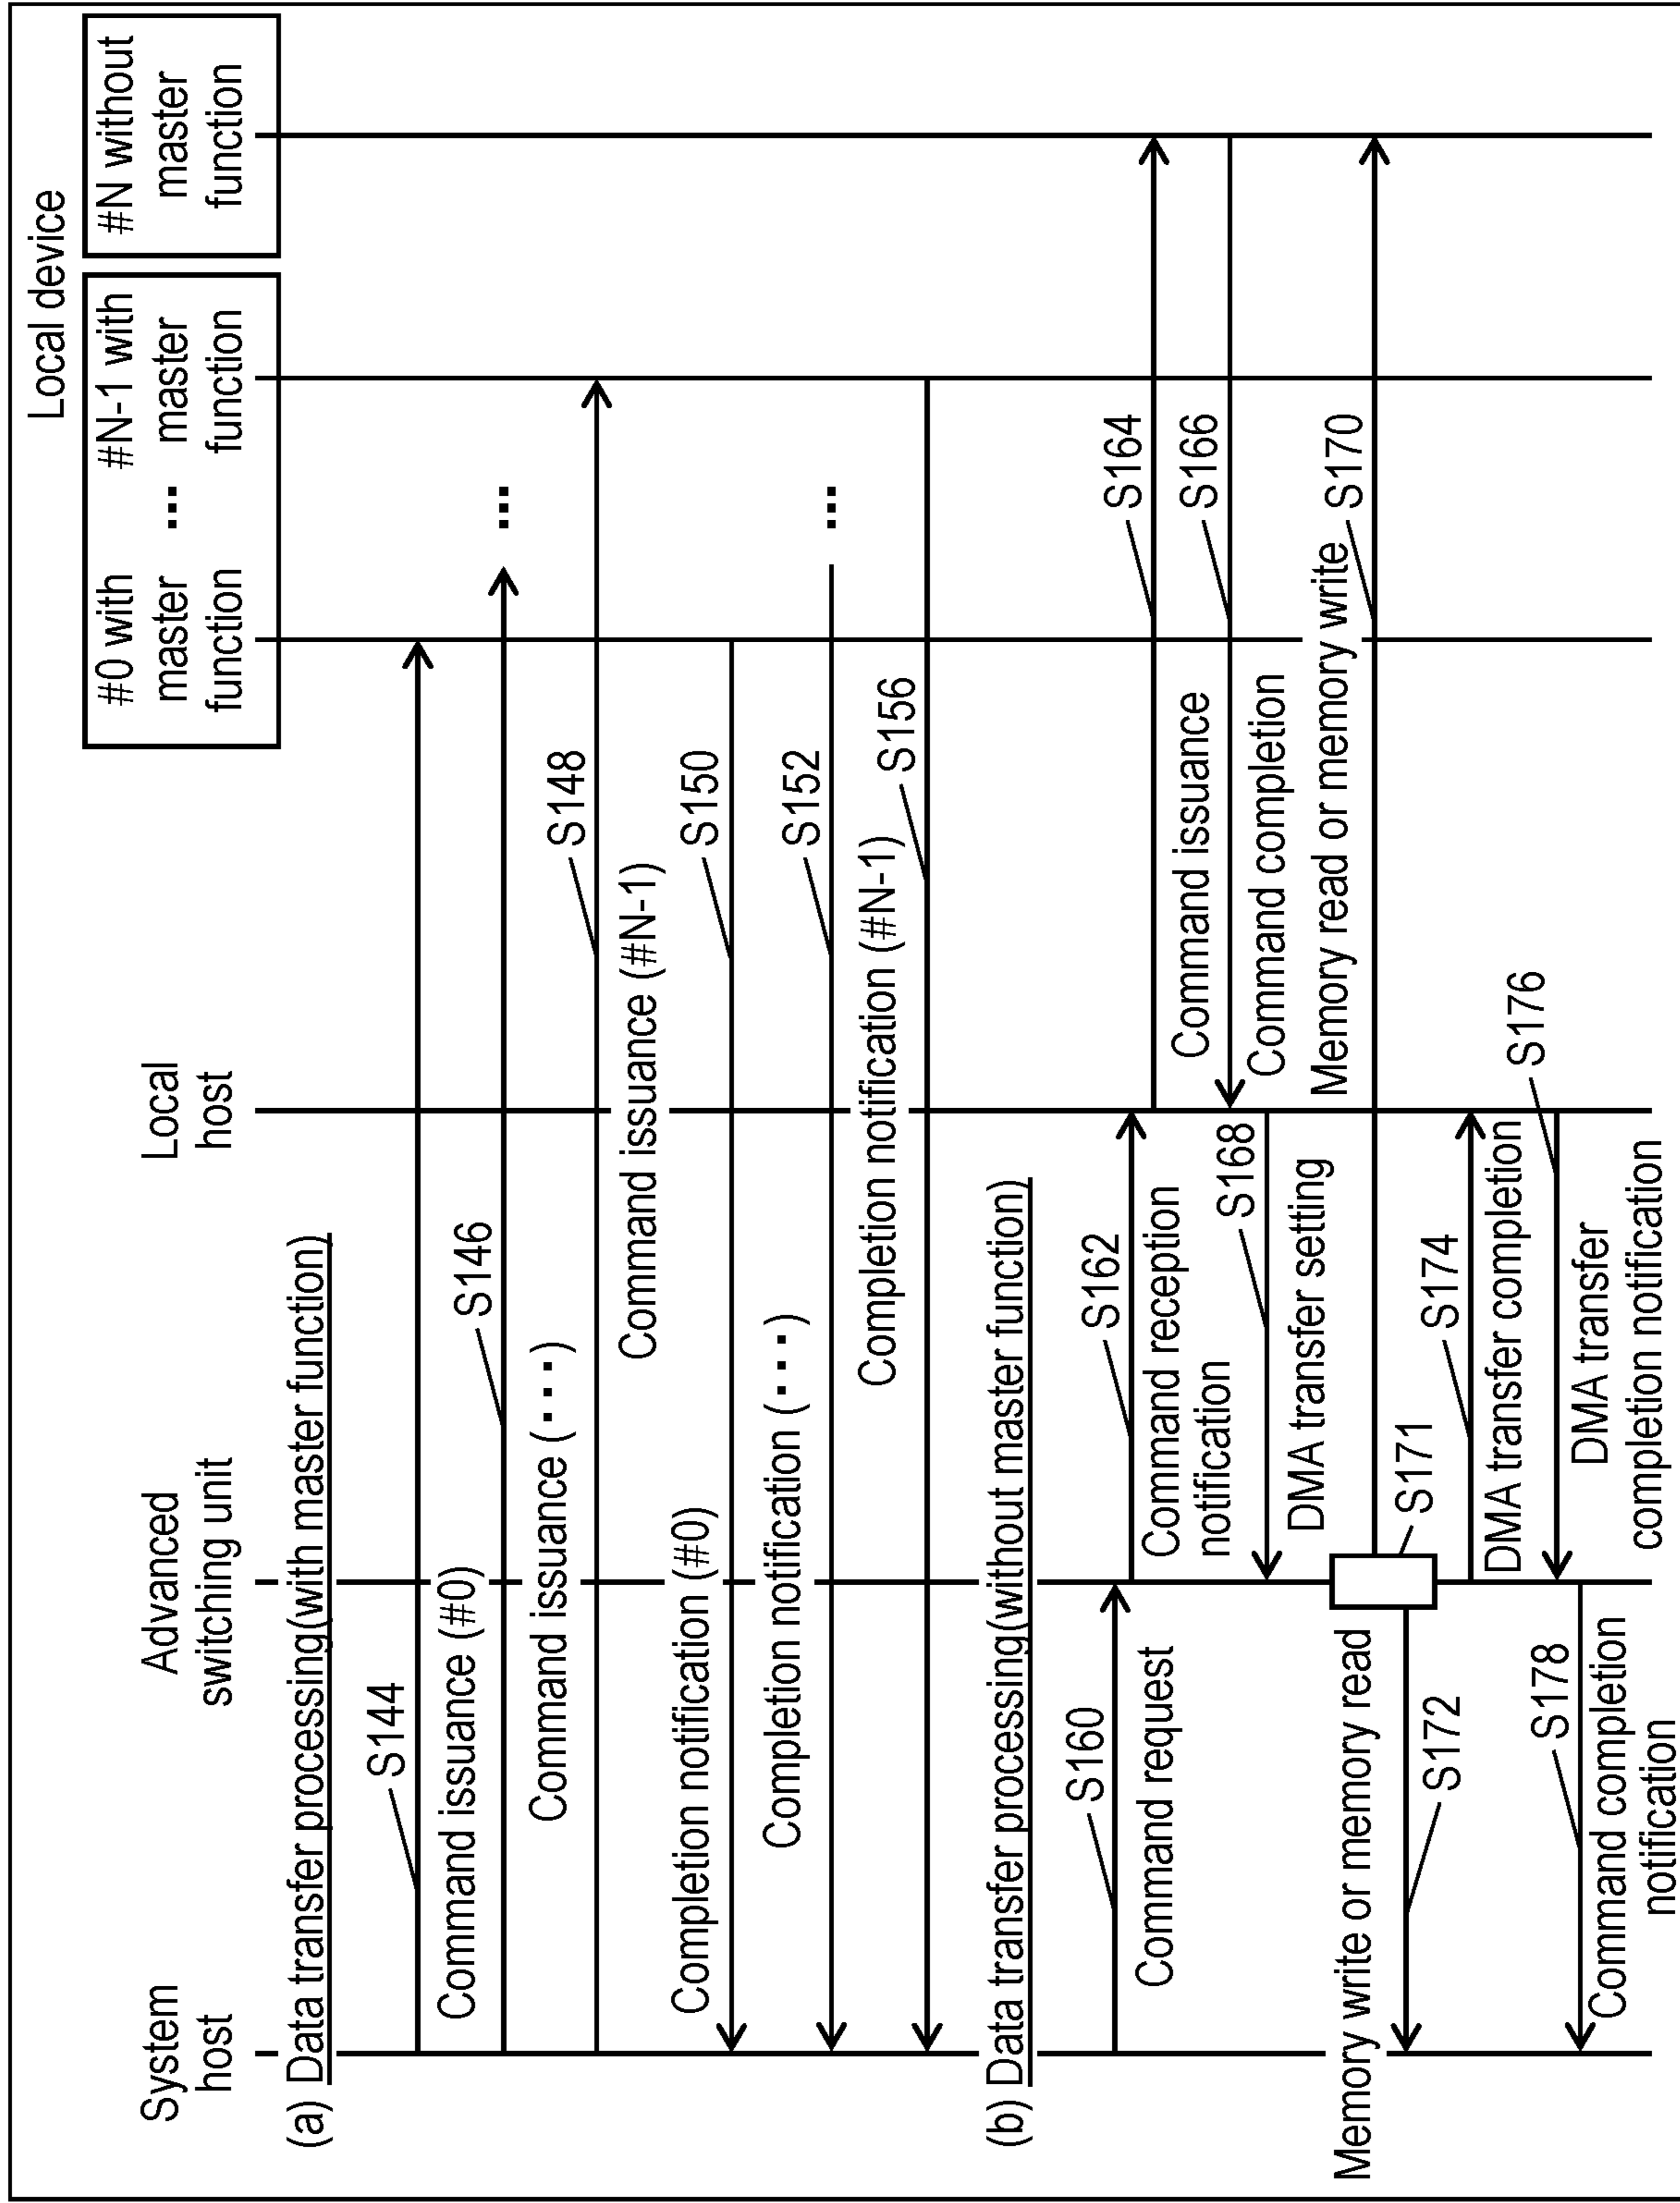 Local device
System
host
Advanced
switching unit
Local
host
#0 with
master
function
...
#N-1 with
master
function
#N without
master
function
(a) Data transfer processing(with master function)
S144
Command issuance (#0)
S146
...
Command issuance (···)
S148
Command issuance (#N-1)
S150
Completion notification (#0)
S152
...
Completion notification (···)
Completion notification (#N-1)
S156
(b) Data transfer processing(without master function)
S160
Command request
S162
Command reception
notification
S164
Command issuance
S166
Command completion
S168
DMA transfer setting
Memory read or memory write
S170
S171
Memory write or memory read
S172
S174
DMA transfer completion
S176
DMA transfer
completion notification
S178
Command completion
notification